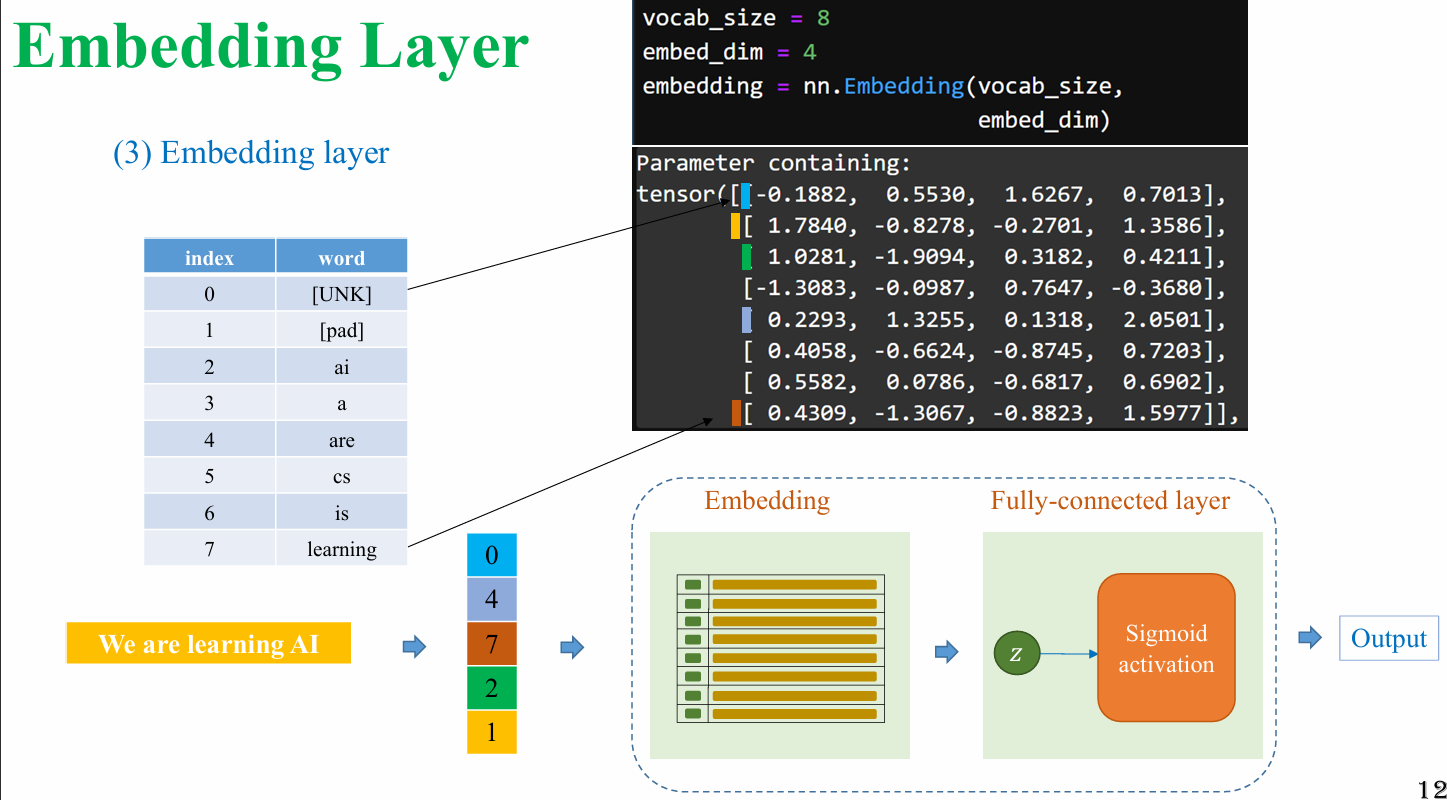 Embedding Layer
(3) Embedding layer
vocab_size = 8
embed_dim = 4
embedding = nn.Embedding(vocab_size,
embed_dim)
Parameter containing:
tensor([[-0.1882, 0.5530, 1.6267, 0.7013],
[ 1.7840, -0.8278, -0.2701, 1.3586],
[ 1.0281, -1.9094, 0.3182, 0.4211],
[-1.3083, -0.0987, 0.7647, -0.3680],
[ 0.2293, 1.3255, 0.1318, 2.0501],
[ 0.4058, -0.6624, -0.8745, 0.7203],
[ 0.5582, 0.0786, -0.6817, 0.6902],
[ 0.4309, -1.3067, -0.8823, 1.5977]],
index word
0 [UNK]
1 [pad]
2 ai
3 a
4 are
5 cs
6 is
7 learning
We are learning AI
0
4
7
2
1
Embedding
Fully-connected layer
z
Sigmoid
activation
Output
12